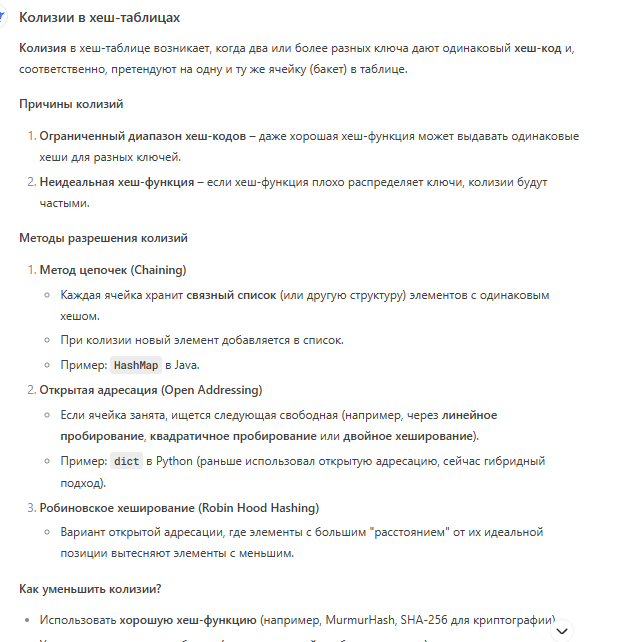 Колизии в хеш-таблицах
Колизия в хеш-таблице возникает, когда два или более разных ключа дают одинаковый хеш-код и,
соответственно, претендуют на одну и ту же ячейку (бакет) в таблице.
Причины колизий
1. Ограниченный диапазон хеш-кодов – даже хорошая хеш-функция может выдавать одинаковые
хеши для разных ключей.
2. Неидеальная хеш-функция – если хеш-функция плохо распределяет ключи, колизии будут
частыми.
Методы разрешения колизий
1. Метод цепочек (Chaining)
Каждая ячейка хранит связный список (или другую структуру) элементов с одинаковым
хешом.
При колизии новый элемент добавляется в список.
Пример: HashMap в Java.
2. Открытая адресация (Open Addressing)
Если ячейка занята, ищется следующая свободная (например, через линейное
пробирование, квадратичное пробирование или двойное хеширование).
Пример: dict в Python (раньше использовал открытую адресацию, сейчас гибридный
подход).
3. Робиновское хеширование (Robin Hood Hashing)
Вариант открытой адресации, где элементы с большим "расстоянием" от их идеальной
позиции вытесняют элементы с меньшим.
Как уменьшить колизии?
Использовать хорошую хеш-функцию (например, MurmurHash, SHA-256 для криптографии)